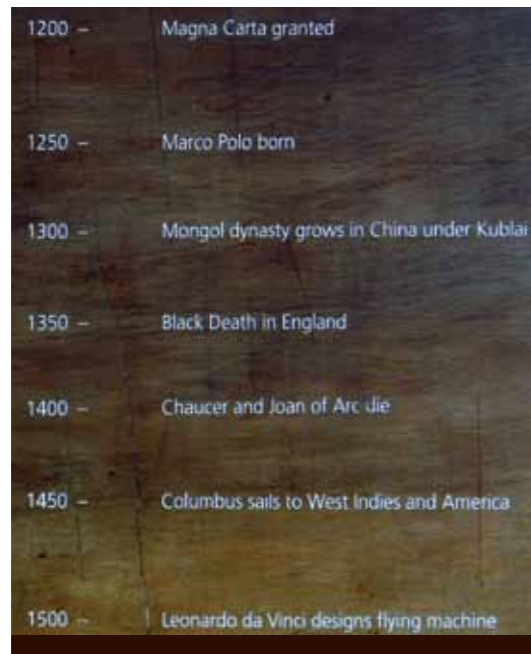 1200 – Magna Carta granted
1250 – Marco Polo born
1300 – Mongol dynasty grows in China under Kublai
1350 – Black Death in England
1400 – Chaucer and Joan of Arc die
1450 – Columbus sails to West Indies and America
1500 – Leonardo da Vinci designs flying machine